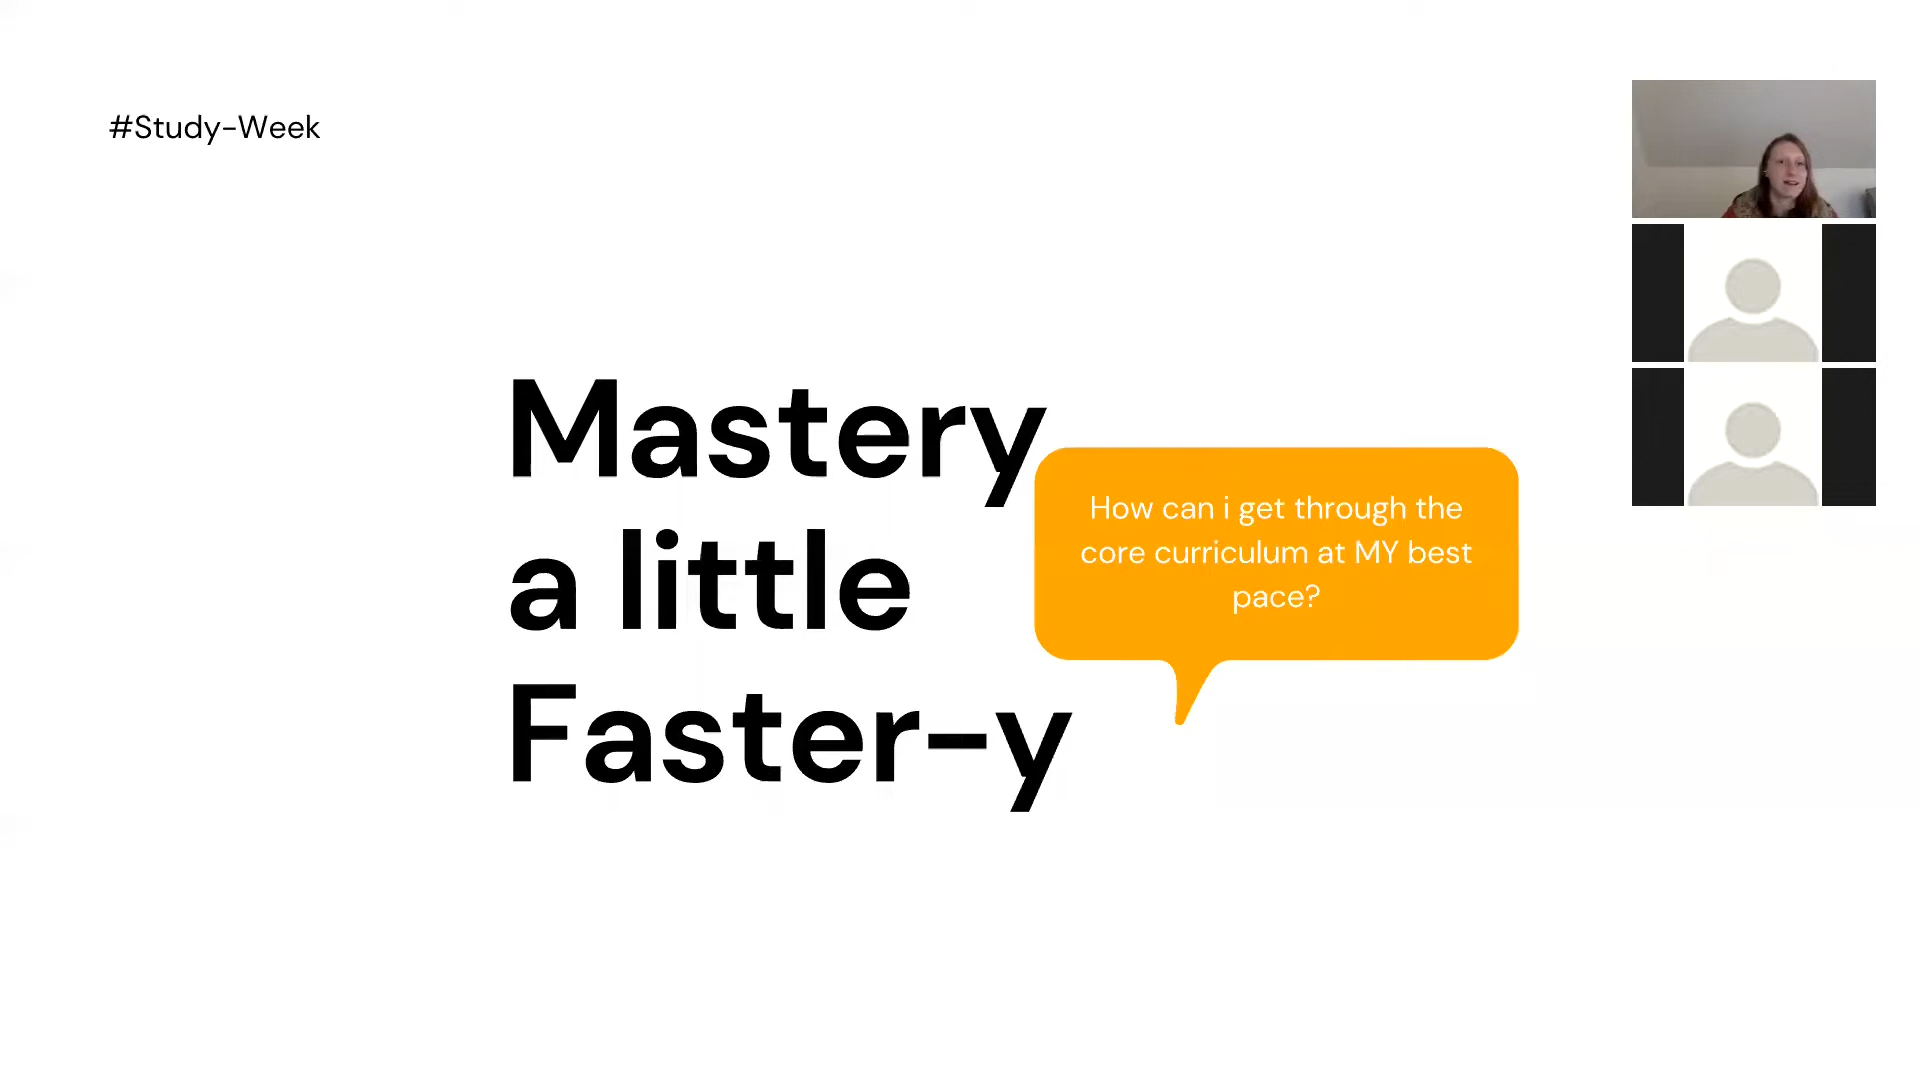 #Study-Week
Mastery
a little
Faster-y
How can i get through the
core curriculum at MY best
pace?